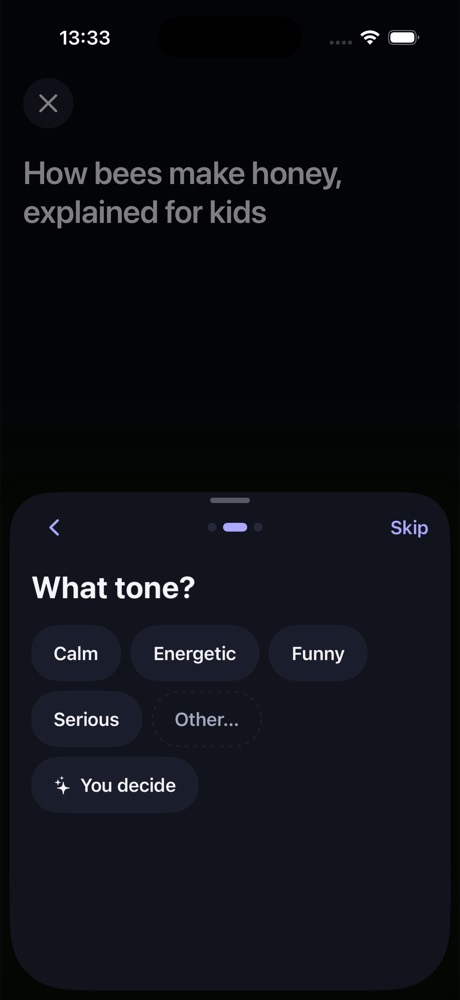 13:33
How bees make honey,
explained for kids
Skip
What tone?
Calm Energetic Funny
Serious Other...
You decide